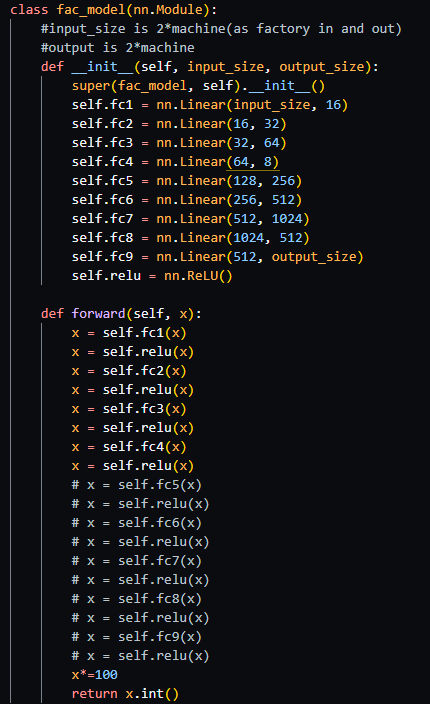 class fac_model(nn.Module):
    #input_size is 2*machine(as factory in and out)
    #output is 2*machine
    def __init__(self, input_size, output_size):
        super(fac_model, self).__init__()
        self.fc1 = nn.Linear(input_size, 16)
        self.fc2 = nn.Linear(16, 32)
        self.fc3 = nn.Linear(32, 64)
        self.fc4 = nn.Linear(64, 8)
        self.fc5 = nn.Linear(128, 256)
        self.fc6 = nn.Linear(256, 512)
        self.fc7 = nn.Linear(512, 1024)
        self.fc8 = nn.Linear(1024, 512)
        self.fc9 = nn.Linear(512, output_size)
        self.relu = nn.ReLU()

    def forward(self, x):
        x = self.fc1(x)
        x = self.relu(x)
        x = self.fc2(x)
        x = self.relu(x)
        x = self.fc3(x)
        x = self.relu(x)
        x = self.fc4(x)
        x = self.relu(x)
        # x = self.fc5(x)
        # x = self.relu(x)
        # x = self.fc6(x)
        # x = self.relu(x)
        # x = self.fc7(x)
        # x = self.relu(x)
        # x = self.fc8(x)
        # x = self.relu(x)
        # x = self.fc9(x)
        # x = self.relu(x)
        x*=100
        return x.int()